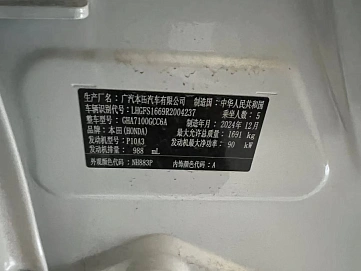 生产厂名：广汽本田汽车有限公司 制造国：中华人民共和国
车辆识别代号：LHGFS1669R2004237 乘坐人数：5
整车型号：GHA7100GCC6A 制造年月：2024年12月
品牌：本田(HONDA) 最大允许总质量：1691 kg
发动机型号：P10A3 发动机最大净功率：90 kW
发动机排量：988 mL
外观颜色代码：NH883P 内饰颜色代码：A